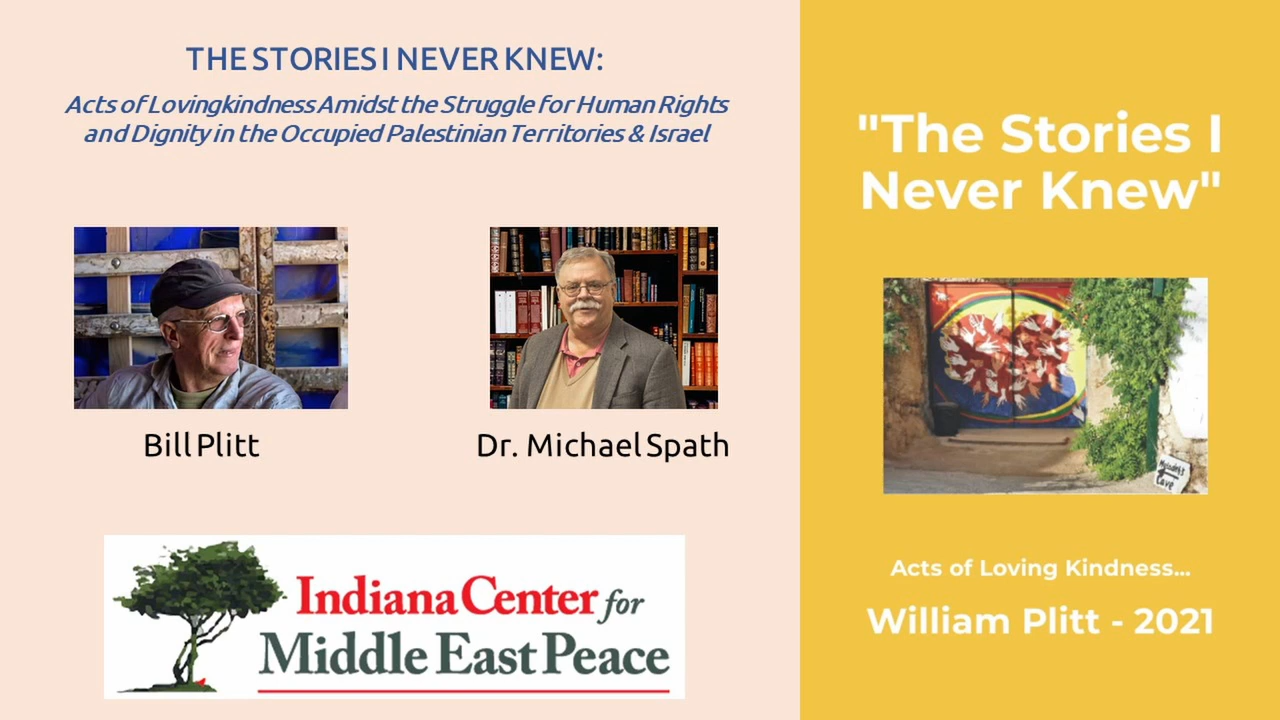 THE STORIES I NEVER KNEW:
Acts of Lovingkindness Amidst the Struggle for Human Rights
and Dignity in the Occupied Palestinian Territories & Israel
Bill Plitt
Dr. Michael Spath
Indiana Center for
Middle East Peace
"The Stories I
Never Knew"
Cave
Acts of Loving Kindness...
William Plitt - 2021